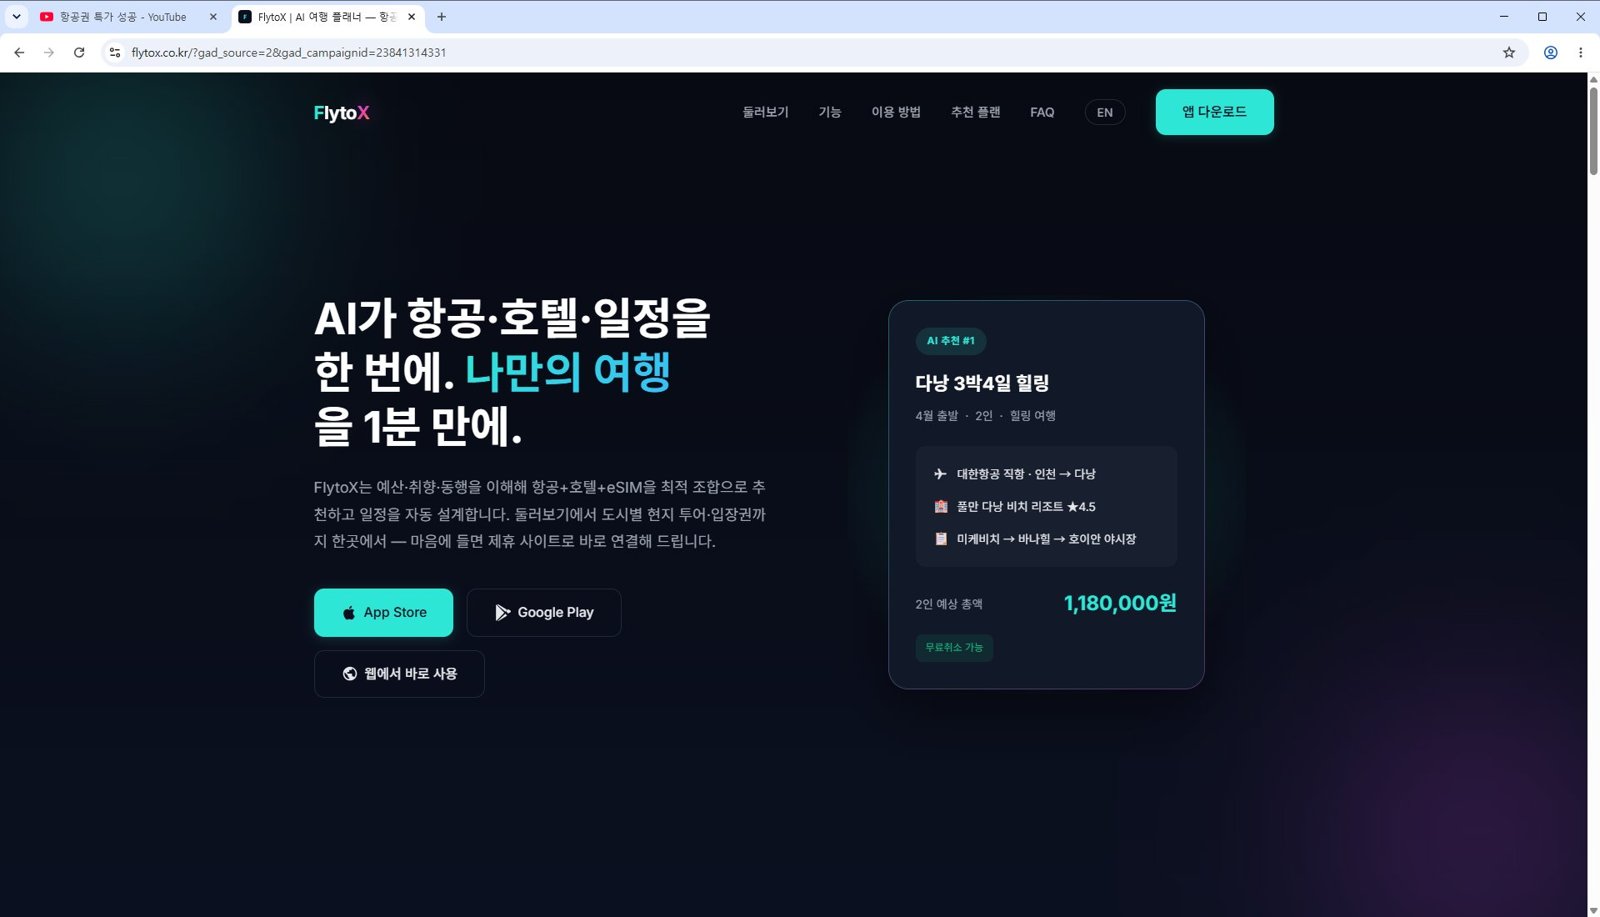 항공권 특가 성공 - YouTube
FlytoX | AI 여행 플래너 — 항공
flytox.co.kr/?gad_source=2&gad_campaignid=23841314331
FlytoX
둘러보기
기능
이용 방법
추천 플랜
FAQ
EN
앱 다운로드
AI가 항공·호텔·일정을
한 번에. 나만의 여행
을 1분 만에.
FlytoX는 예산·취향·동행을 이해해 항공+호텔+eSIM을 최적 조합으로 추
천하고 일정을 자동 설계합니다. 둘러보기에서 도시별 현지 투어·입장권까
지 한곳에서 — 마음에 들면 제휴 사이트로 바로 연결해 드립니다.
App Store
Google Play
웹에서 바로 사용
AI 추천 #1
다낭 3박4일 힐링
4월 출발 · 2인 · 힐링 여행
대한항공 직항 · 인천 → 다낭
풀만 다낭 비치 리조트 ★4.5
미케비치 → 바나힐 → 호이안 야시장
2인 예상 총액
1,180,000원
무료취소 가능